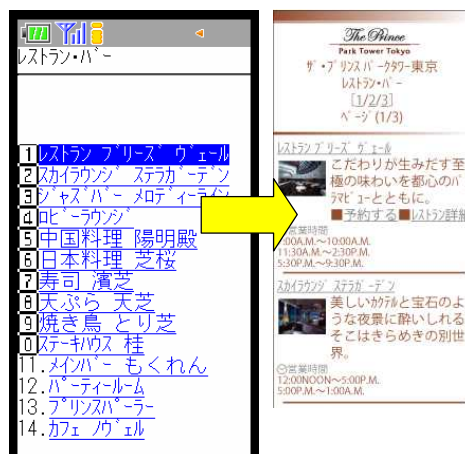 ﾚｽﾄﾗﾝ・ﾊﾞｰ
1 ﾚｽﾄﾗﾝ ﾌﾞﾘｰｽﾞ ｳﾞｪｰﾙ
2 ｽｶｲﾗｳﾝｼﾞ ｽﾃﾗｶﾞｰﾃﾞﾝ
3 ｼﾞｬｽﾞﾊﾞｰ ﾒﾛﾃﾞｨｰﾗｲﾝ
4 ﾛﾋﾞｰﾗｳﾝｼﾞ
5 中国料理 陽明殿
6 日本料理 芝桜
7 寿司 濱芝
8 天ぷら 天芝
9 焼き鳥 とり芝
0 ｽﾃｰｷﾊｳｽ 桂
11.ﾒｲﾝﾊﾞｰ もくれん
12.ﾊﾟｰﾃｨｰﾙｰﾑ
13.ﾌﾟﾘﾝｽﾊﾟｰﾗｰ
14.ｶﾌｪ ﾉｳﾞｪﾙ
The Prince
Park Tower Tokyo
ｻﾞ・ﾌﾟﾘﾝｽ ﾊﾟｰｸﾀﾜｰ東京
ﾚｽﾄﾗﾝ・ﾊﾞｰ
[1/2/3]
ﾍﾟｰｼﾞ(1/3)
ﾚｽﾄﾗﾝ ﾌﾞﾘｰｽﾞ ｳﾞｪｰﾙ
こだわりが生みだす至
極の味わいを都心のﾊﾟ
ﾉﾗﾏﾋﾞｭｰとともに。
■予約する■ﾚｽﾄﾗﾝ詳細
営業時間
:00A.M.～10:00A.M.
11:30A.M.～2:30P.M.
5:30P.M.～9:30P.M.
ｽｶｲﾗｳﾝｼﾞ ｽﾃﾗｶﾞｰﾃﾞﾝ
美しいｶｸﾃﾙと宝石のよ
うな夜景に酔いしれる
そこはきらめきの別世
界。
営業時間
12:00NOON～5:00P.M.
5:00P.M.～1:00A.M.